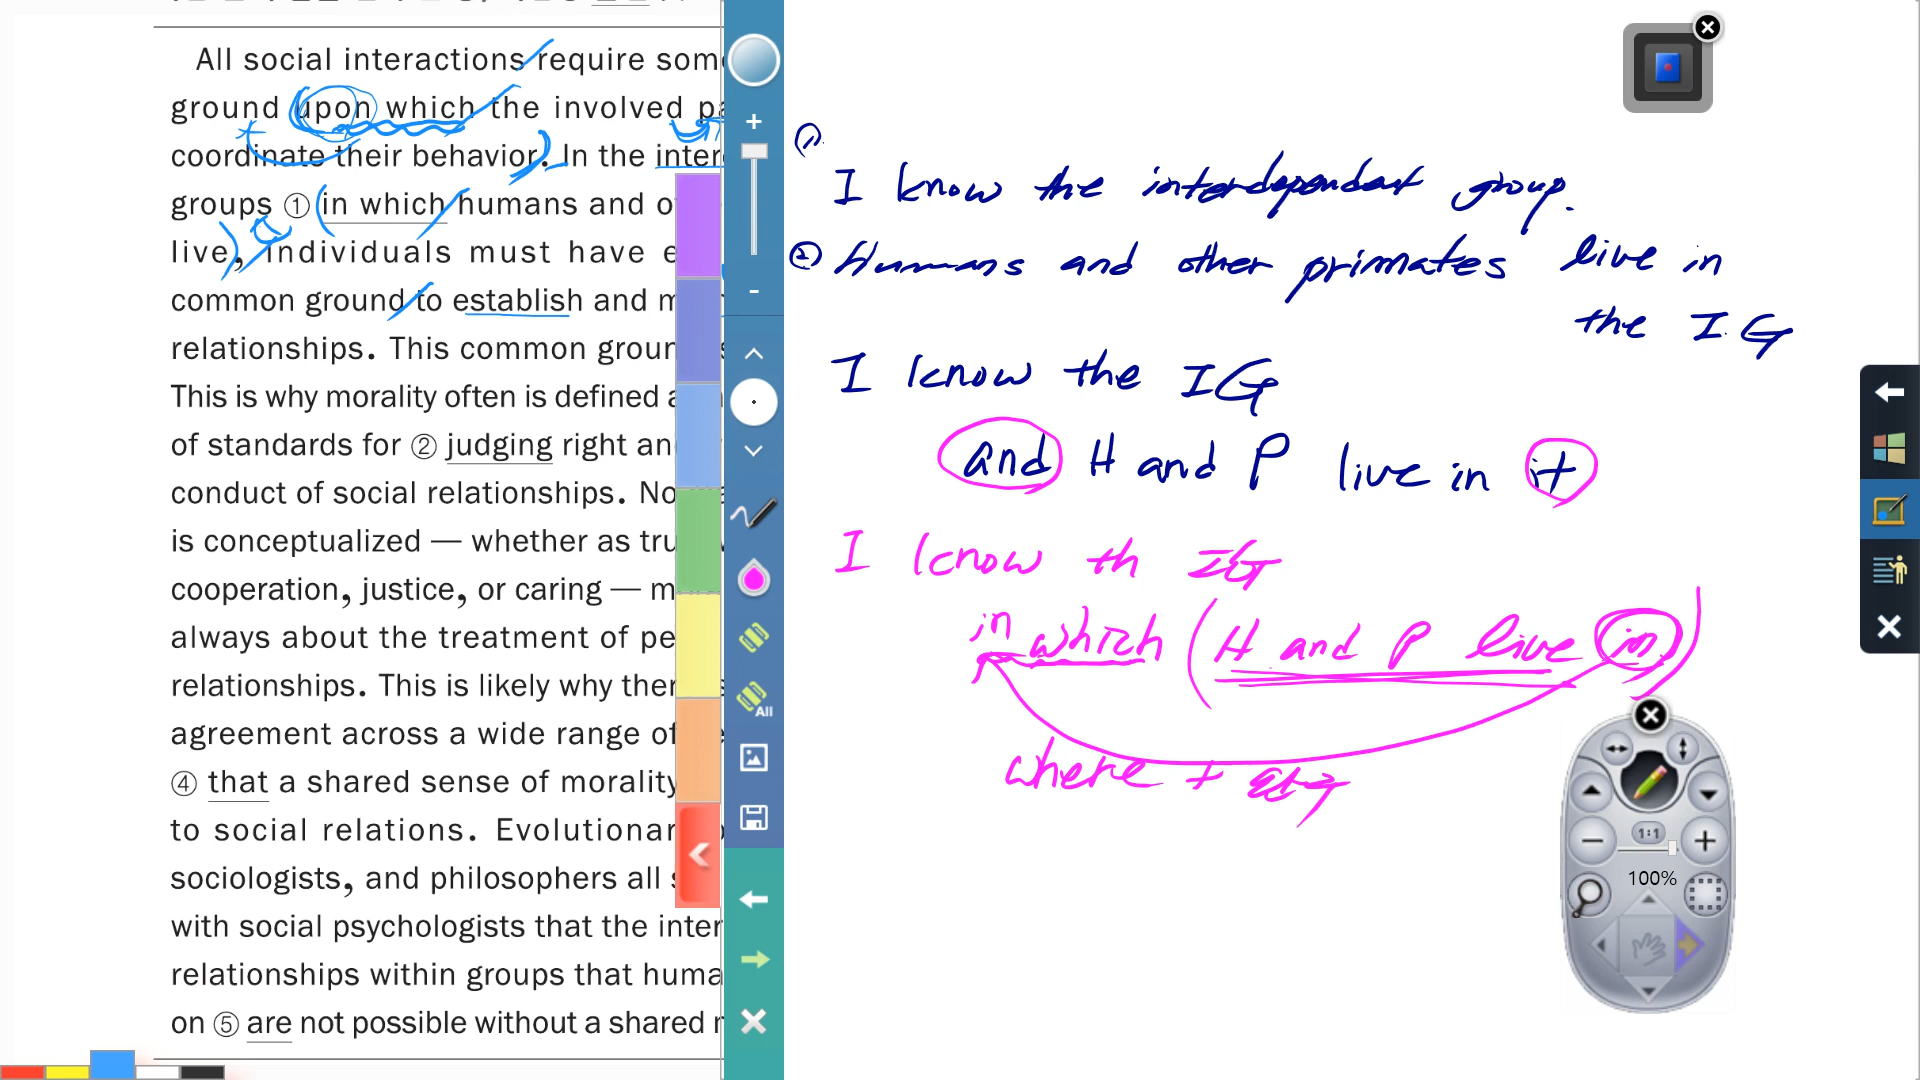 All social interactions require som
ground upon which the involved pa
coordinate their behavior. In the inter
groups ① in which humans and o
live, individuals must have e
common ground to establish and m
relationships. This common groun
This is why morality often is defined a
of standards for ② judging right an
conduct of social relationships. No
is conceptualized — whether as tru
cooperation, justice, or caring — m
always about the treatment of pe
relationships. This is likely why ther
agreement across a wide range of
④ that a shared sense of morality
to social relations. Evolutionar
sociologists, and philosophers all s
with social psychologists that the inter
relationships within groups that huma
on ⑤ are not possible without a shared
① I know the interdependent group.
② Humans and other primates live in
the I.G
I know the IG
and H and P live in it
I know th IG
in which (H and P live in)
where +
All
1:1
100%